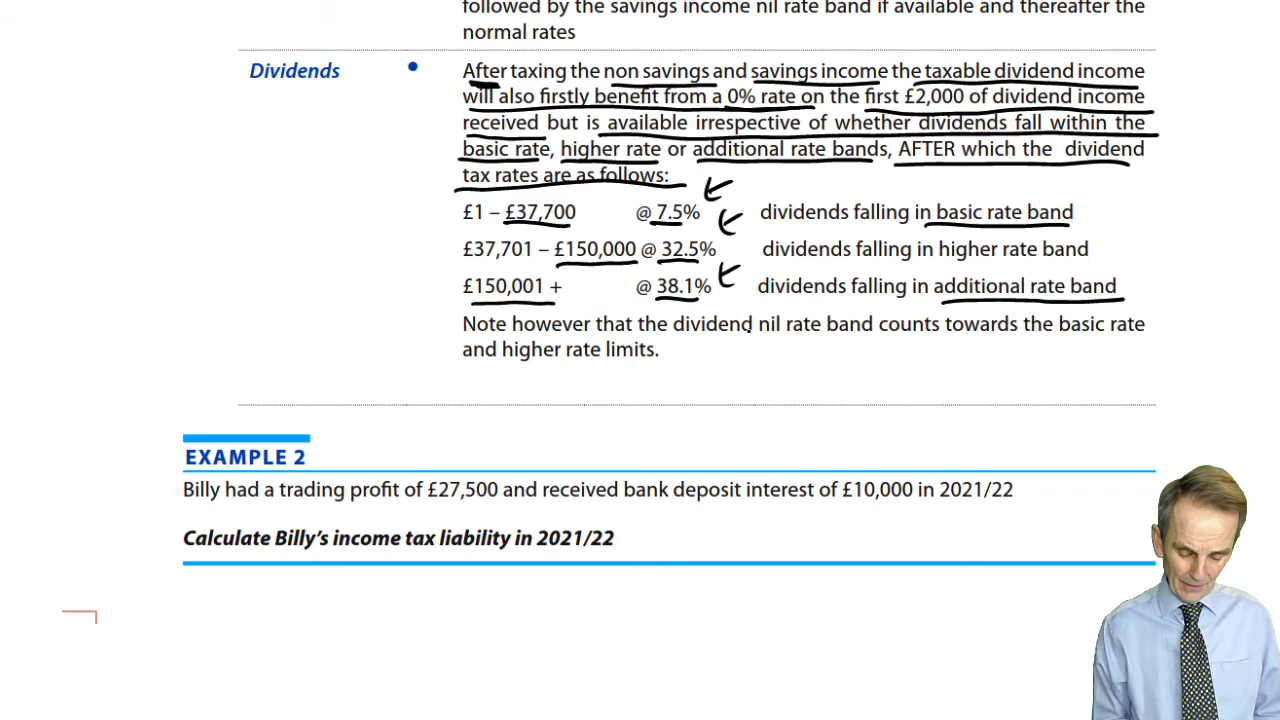 followed by the savings income nil rate band if available and thereafter the
normal rates
Dividends • After taxing the non savings and savings income the taxable dividend income
will also firstly benefit from a 0% rate on the first £2,000 of dividend income
received but is available irrespective of whether dividends fall within the
basic rate, higher rate or additional rate bands, AFTER which the dividend
tax rates are as follows:
£1 – £37,700 @ 7.5% dividends falling in basic rate band
£37,701 – £150,000 @ 32.5% dividends falling in higher rate band
£150,001 + @ 38.1% dividends falling in additional rate band
Note however that the dividend nil rate band counts towards the basic rate
and higher rate limits.
EXAMPLE 2
Billy had a trading profit of £27,500 and received bank deposit interest of £10,000 in 2021/22
Calculate Billy's income tax liability in 2021/22